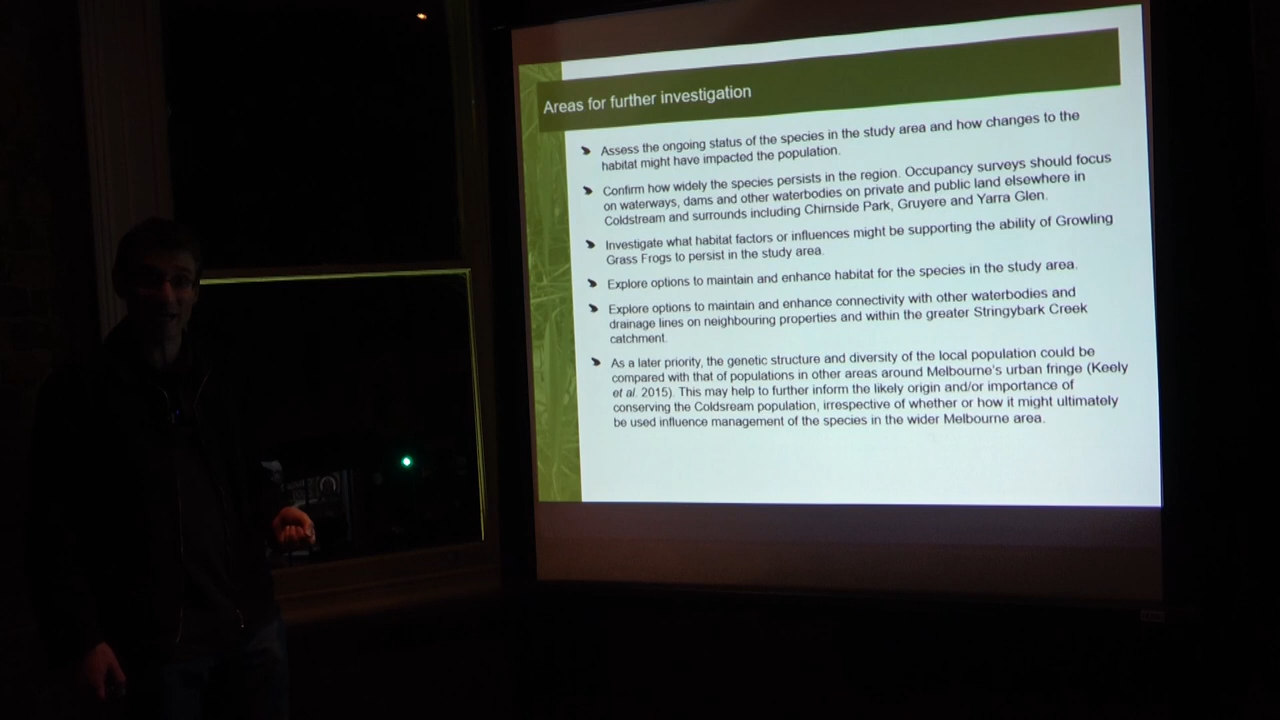 Areas for further investigation
Assess the ongoing status of the species in the study area and how changes to the
habitat might have impacted the population.
Confirm how widely the species persists in the region. Occupancy surveys should focus
on waterways, dams and other waterbodies on private and public land elsewhere in
Coldstream and surrounds including Chirnside Park, Gruyere and Yarra Glen.
Investigate what habitat factors or influences might be supporting the ability of Growling
Grass Frogs to persist in the study area.
Explore options to maintain and enhance habitat for the species in the study area.
Explore options to maintain and enhance connectivity with other waterbodies and
drainage lines on neighbouring properties and within the greater Stringybark Creek
catchment.
As a later priority, the genetic structure and diversity of the local population could be
compared with that of populations in other areas around Melbourne's urban fringe (Keely
et al. 2015). This may help to further inform the likely origin and/or importance of
conserving the Coldsream population, irrespective of whether or how it might ultimately
be used influence management of the species in the wider Melbourne area.